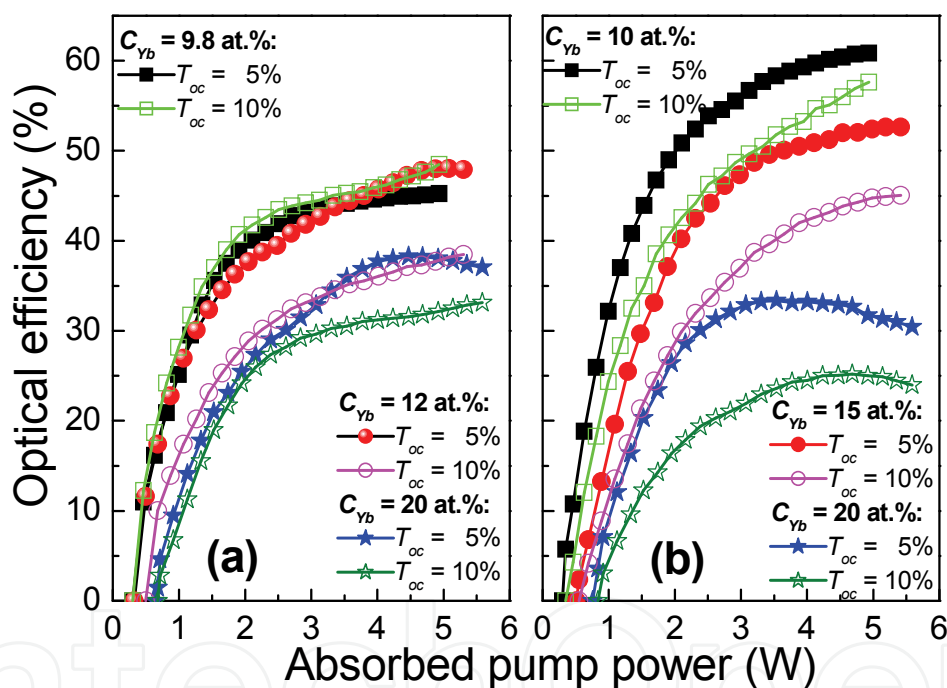 Optical efficiency (%)
60
50
40
30
20
10
0
C_Yb = 9.8 at.%:
T_oc = 5%
T_oc = 10%
C_Yb = 12 at.%:
T_oc = 5%
T_oc = 10%
C_Yb = 20 at.%:
T_oc = 5%
T_oc = 10%
(a)
0 1 2 3 4 5 6
C_Yb = 10 at.%:
T_oc = 5%
T_oc = 10%
C_Yb = 15 at.%:
T_oc = 5%
T_oc = 10%
C_Yb = 20 at.%:
T_oc = 5%
T_oc = 10%
(b)
0 1 2 3 4 5 6
Absorbed pump power (W)